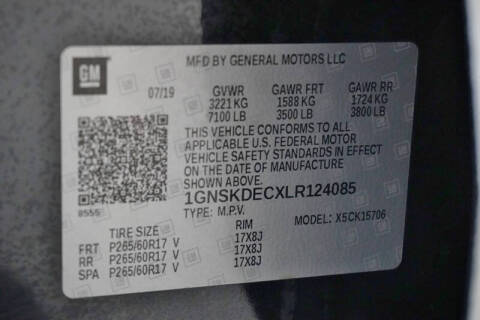 GM
MFD BY GENERAL MOTORS LLC
07/19 GVWR GAWR FRT GAWR RR
3221 KG 1588 KG 1724 KG
7100 LB 3500 LB 3800 LB
THIS VEHICLE CONFORMS TO ALL
APPLICABLE U.S. FEDERAL MOTOR
VEHICLE SAFETY STANDARDS IN EFFECT
ON THE DATE OF MANUFACTURE
SHOWN ABOVE.
8555 1GNSKDECXLR124085
TYPE: M.P.V. MODEL: X5CK15706
TIRE SIZE RIM
FRT P265/60R17 V 17X8J
RR P265/60R17 V 17X8J
SPA P265/60R17 V 17X8J